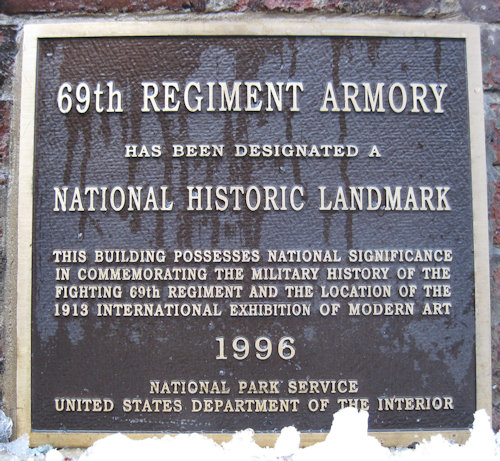 69th REGIMENT ARMORY
HAS BEEN DESIGNATED A
NATIONAL HISTORIC LANDMARK
THIS BUILDING POSSESSES NATIONAL SIGNIFICANCE
IN COMMEMORATING THE MILITARY HISTORY OF THE
FIGHTING 69th REGIMENT AND THE LOCATION OF THE
1913 INTERNATIONAL EXHIBITION OF MODERN ART
1996
NATIONAL PARK SERVICE
UNITED STATES DEPARTMENT OF THE INTERIOR